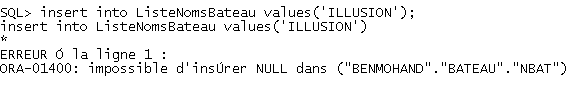 SQL> insert into ListeNomsBateau values('ILLUSION');
insert into ListeNomsBateau values('ILLUSION')
*
ERREUR Ó la ligne 1 :
ORA-01400: impossible d'insÚrer NULL dans ("BENMOHAND"."BATEAU"."NBAT")